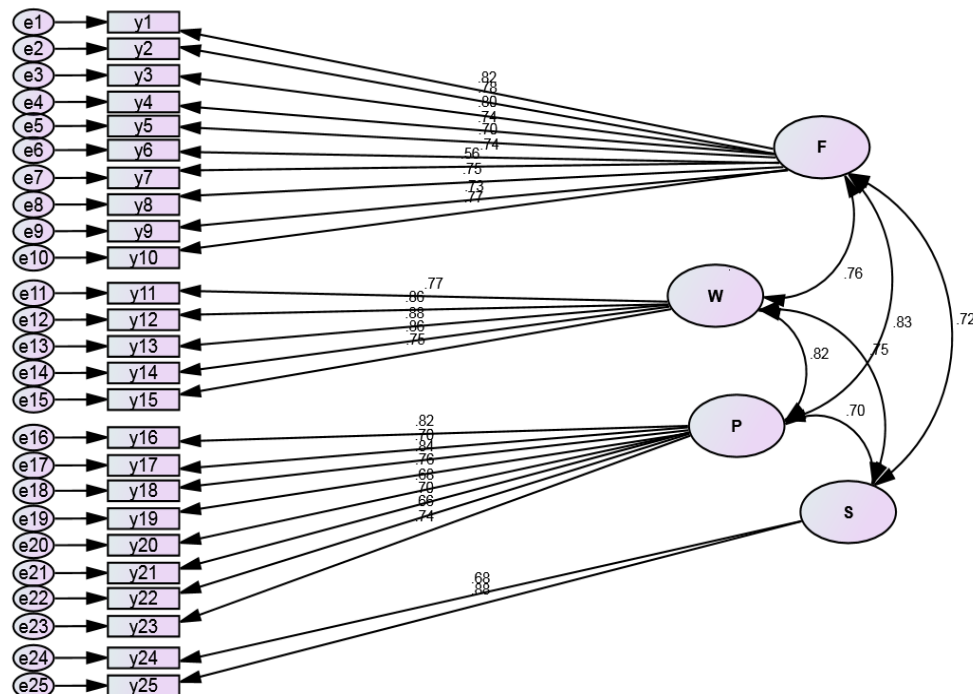 e1 y1
e2 y2
e3 y3
e4 y4
e5 y5
e6 y6
e7 y7
e8 y8
e9 y9
e10 y10
.82
.78
.80
.74
.70
.74
.56
.75
.73
.77
F
e11 y11
e12 y12
e13 y13
e14 y14
e15 y15
.77
.86
.88
.86
.75
W
.76
.83
.72
.82
.75
.70
e16 y16
e17 y17
e18 y18
e19 y19
e20 y20
e21 y21
e22 y22
e23 y23
.82
.70
.84
.76
.68
.70
.66
.74
P
e24 y24
e25 y25
.68
.88
S